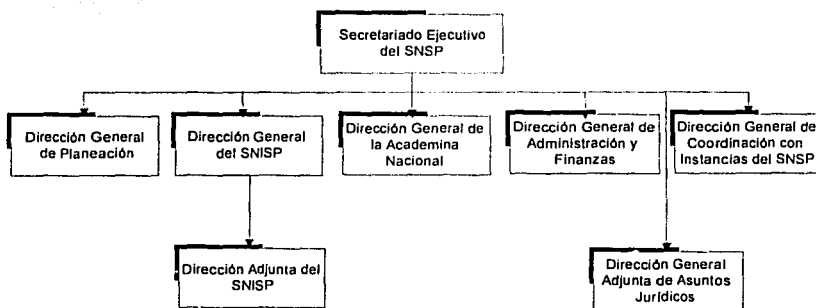 Secretariado Ejecutivo
del SNSP
Dirección General
de Planeación
Dirección General
del SNISP
Dirección General de
la Academina
Nacional
Dirección General de
Administración y
Finanzas
Dirección General de
Coordinación con
Instancias del SNSP
Dirección Adjunta del
SNISP
Dirección General
Adjunta de Asuntos
Jurídicos